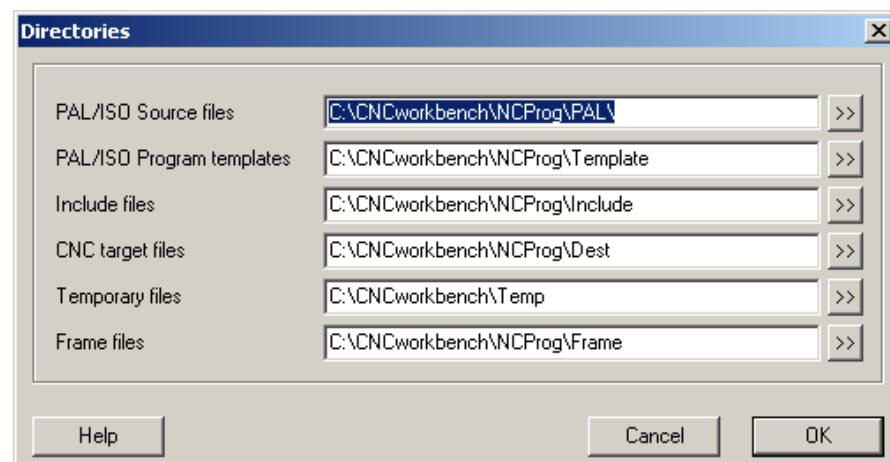 Directories
PAL/ISO Source files C:\CNCworkbench\NCProg\PAL\ >>
PAL/ISO Program templates C:\CNCworkbench\NCProg\Template >>
Include files C:\CNCworkbench\NCProg\Include >>
CNC target files C:\CNCworkbench\NCProg\Dest >>
Temporary files C:\CNCworkbench\Temp >>
Frame files C:\CNCworkbench\NCProg\Frame >>
Help Cancel OK